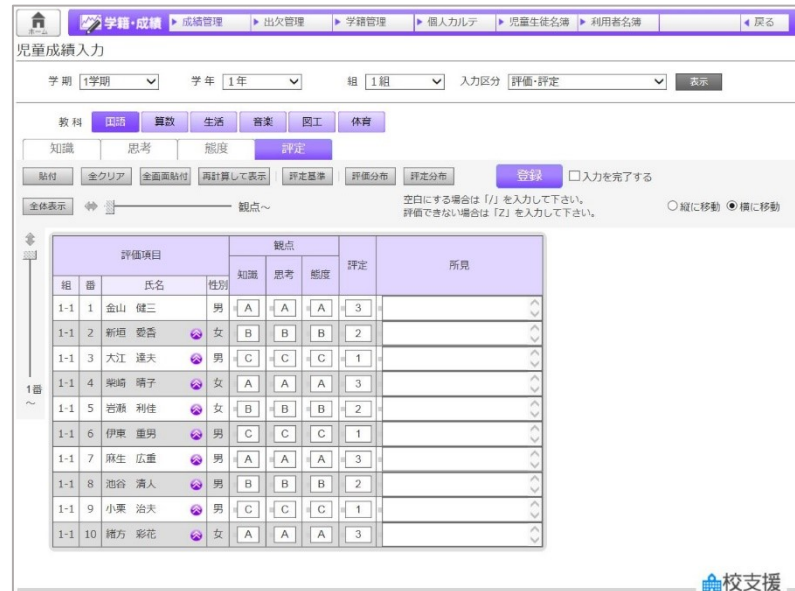 ホーム 学籍・成績 成績管理 出欠管理 学籍管理 個人カルテ 児童生徒名簿 利用者名簿 戻る
児童成績入力
学期 1学期 学年 1年 組 1組 入力区分 評価・評定 表示
教科 国語 算数 生活 音楽 図工 体育
知識 思考 態度 評定
貼付 全クリア 全画面貼付 再計算して表示 評定基準 評価分布 評定分布 登録 入力を完了する
空白にする場合は「/」を入力して下さい。
全体表示 観点～ 評価できない場合は「Z」を入力して下さい。 縦に移動 横に移動
評価項目 観点 評定 所見
知識 思考 態度
組 番 氏名 性別
1-1 1 金山 健三 男 A A A 3
1-1 2 新垣 愛香 女 B B B 2
1-1 3 大江 達夫 男 C C C 1
1-1 4 柴崎 晴子 女 A A A 3
1番～
1-1 5 岩瀬 利佳 女 B B B 2
1-1 6 伊東 重男 男 C C C 1
1-1 7 麻生 広重 男 A A A 3
1-1 8 池谷 清人 男 B B B 2
1-1 9 小栗 治夫 男 C C C 1
1-1 10 緒方 彩花 女 A A A 3
校支援